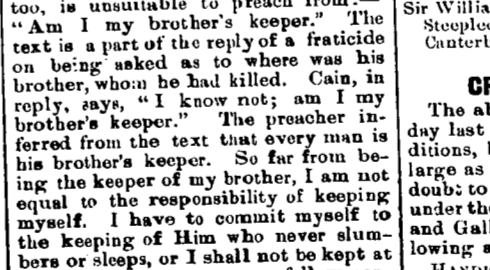 too, is unsuitable to preach from:—
"Am I my brother's keeper." The
text is a part of the reply of a fraticide
on being asked as to where was his
brother, whom he had killed. Cain, in
reply, says, "I know not; am I my
brother's keeper." The preacher in-
ferred from the text that every man is
his brother's keeper. So far from be-
ing the keeper of my brother, I am not
equal to the responsibility of keeping
myself. I have to commit myself to
the keeping of Him who never slum-
bers or sleeps, or I shall not be kept at
Sir Willia
Steeplec
Canterb
CR
The al
day last
ditions,
large as
doubt to
under the
and Gall
lowing a
HANDI